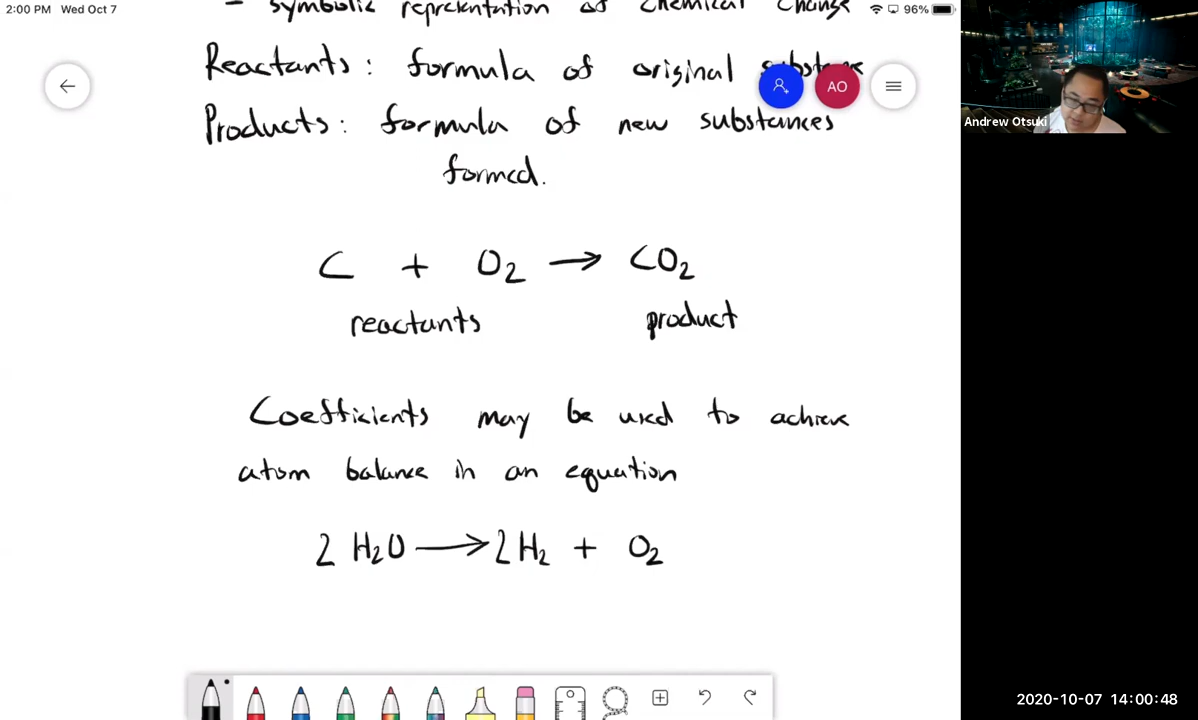 2:00 PM Wed Oct 7
96%
- symbolic representation of chemical change
Reactants: formula of original substance
AO
Andrew Otsuki
Products: formula of new substances
formed.
C + O2 → CO2
reactants product
Coefficients may be used to achieve
atom balance in an equation
2 H2O → 2H2 + O2
2020-10-07 14:00:48